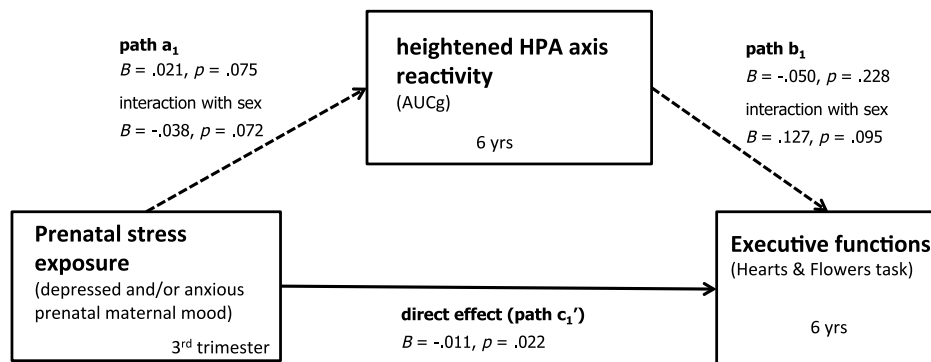 path a₁
B = .021, p = .075
interaction with sex
B = -.038, p = .072
heightened HPA axis
reactivity
(AUCg)
6 yrs
path b₁
B = -.050, p = .228
interaction with sex
B = .127, p = .095
Prenatal stress
exposure
(depressed and/or anxious
prenatal maternal mood)
3rd trimester
direct effect (path c₁’)
B = -.011, p = .022
Executive functions
(Hearts & Flowers task)
6 yrs